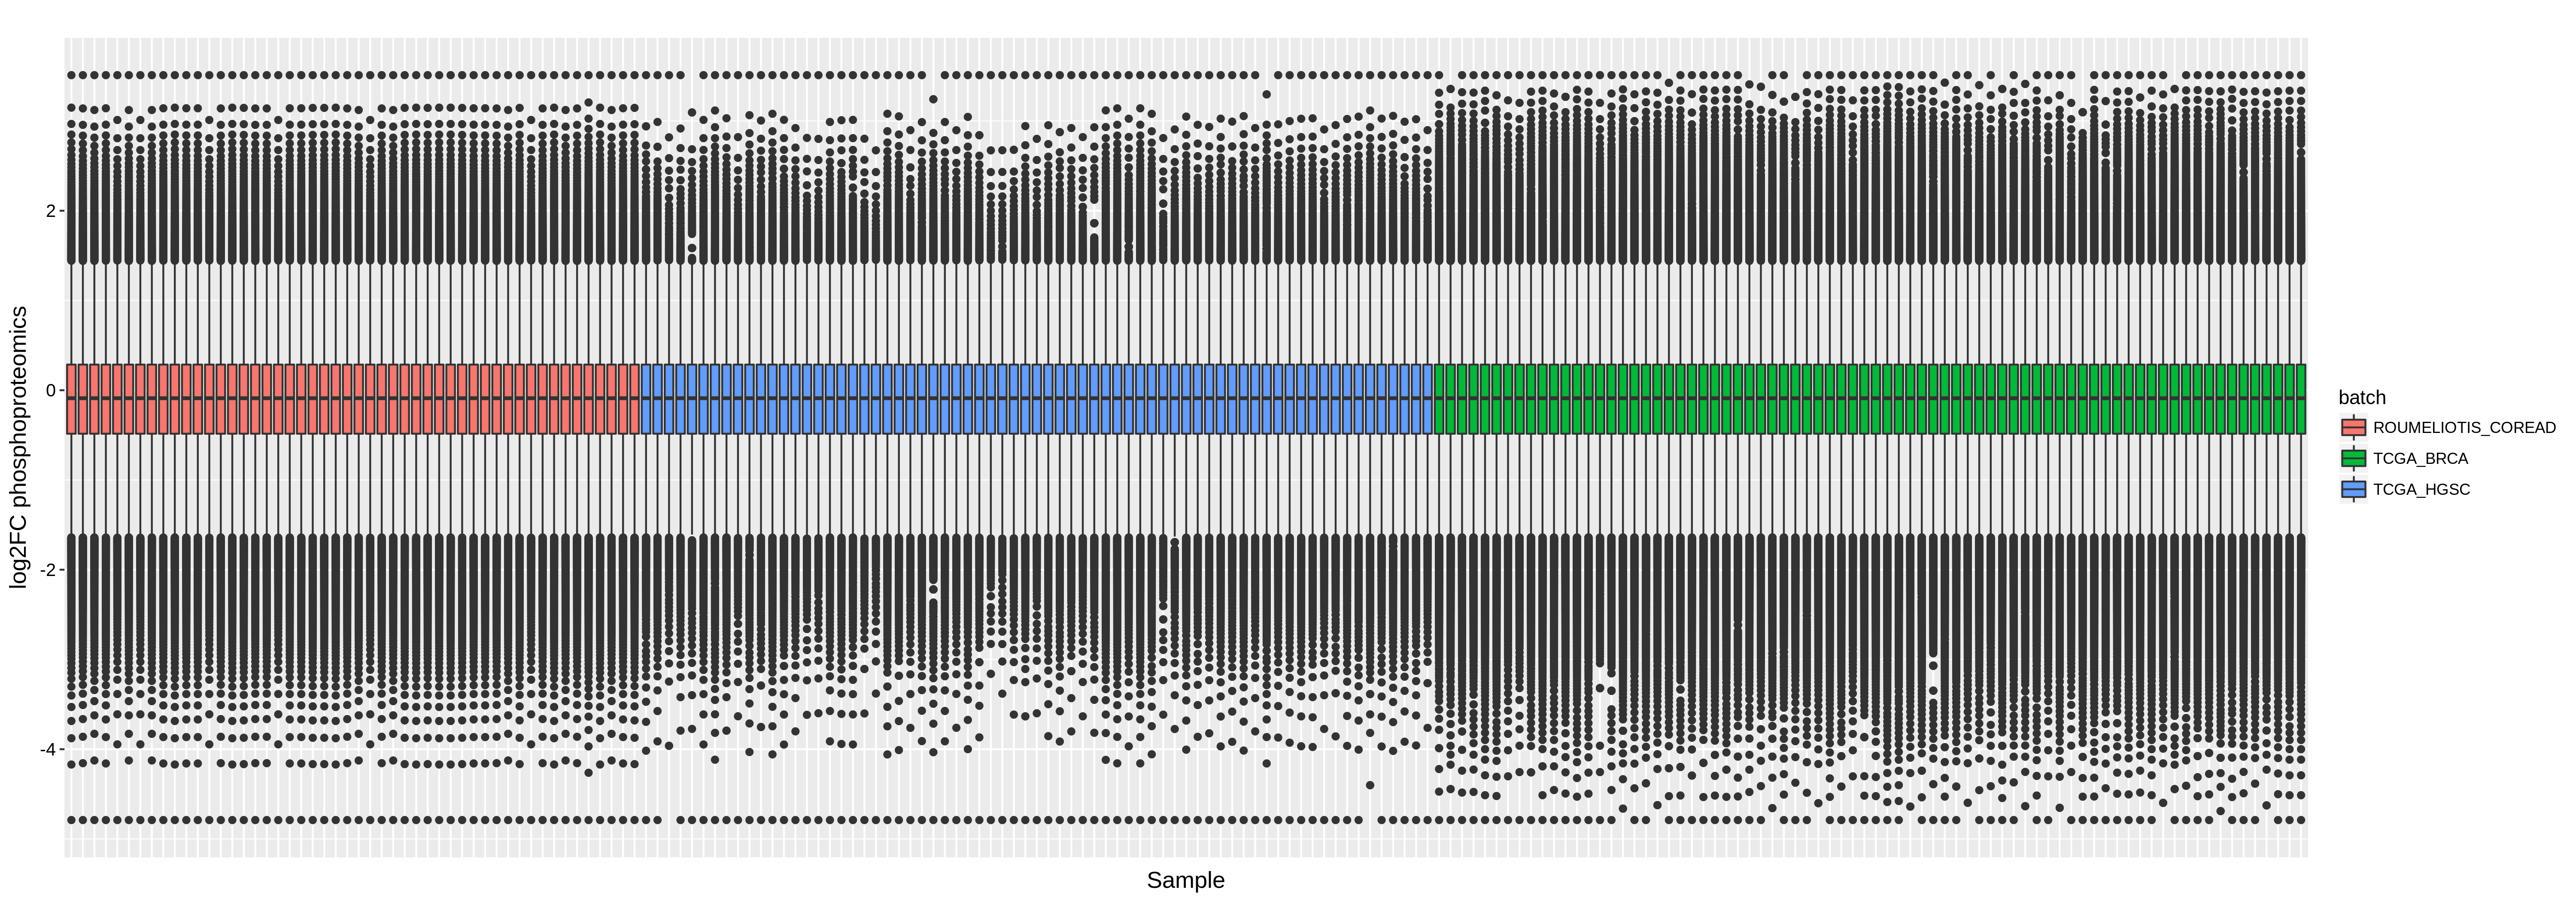 log2FC phosphoproteomics
2
0
-2
-4
Sample
batch
ROUMELIOTIS_COREAD
TCGA_BRCA
TCGA_HGSC